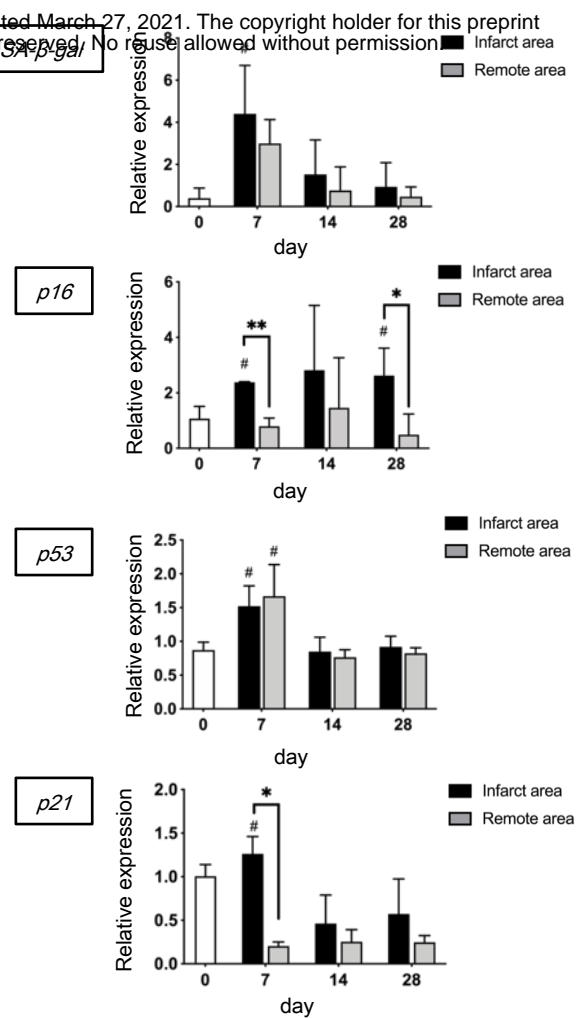 ted March 27, 2021. The copyright holder for this preprint
reserved. No reuse allowed without permission.
SA-β-gal
Infarct area
Remote area
Relative expression
8
6
4
2
0
#
0 7 14 28
day
p16
Infarct area
Remote area
Relative expression
6
4
2
0
#
**
#
*
0 7 14 28
day
p53
Infarct area
Remote area
Relative expression
2.5
2.0
1.5
1.0
0.5
0.0
# #
0 7 14 28
day
p21
Infarct area
Remote area
Relative expression
2.0
1.5
1.0
0.5
0.0
#
*
0 7 14 28
day